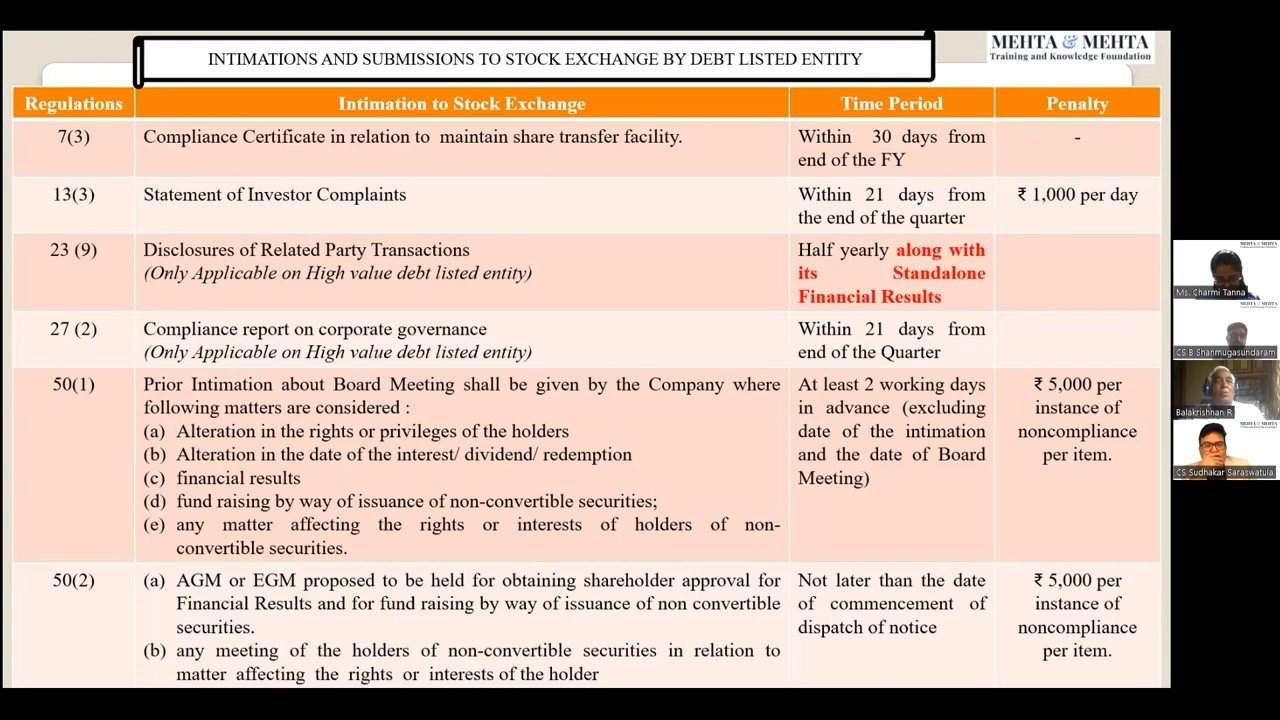 INTIMATIONS AND SUBMISSIONS TO STOCK EXCHANGE BY DEBT LISTED ENTITY
MEHTA & MEHTA
Training and Knowledge Foundation
Regulations Intimation to Stock Exchange Time Period Penalty
7(3) Compliance Certificate in relation to maintain share transfer facility. Within 30 days from -
end of the FY
13(3) Statement of Investor Complaints Within 21 days from ₹ 1,000 per day
the end of the quarter
23 (9) Disclosures of Related Party Transactions Half yearly along with
(Only Applicable on High value debt listed entity) its Standalone
Financial Results
27 (2) Compliance report on corporate governance Within 21 days from
(Only Applicable on High value debt listed entity) end of the Quarter
50(1) Prior Intimation about Board Meeting shall be given by the Company where At least 2 working days ₹ 5,000 per
following matters are considered : in advance (excluding instance of
(a) Alteration in the rights or privileges of the holders date of the intimation noncompliance
(b) Alteration in the date of the interest/ dividend/ redemption and the date of Board per item.
(c) financial results Meeting)
(d) fund raising by way of issuance of non-convertible securities;
(e) any matter affecting the rights or interests of holders of non-
convertible securities.
50(2) (a) AGM or EGM proposed to be held for obtaining shareholder approval for Not later than the date ₹ 5,000 per
Financial Results and for fund raising by way of issuance of non convertible of commencement of instance of
securities. dispatch of notice noncompliance
(b) any meeting of the holders of non-convertible securities in relation to per item.
matter affecting the rights or interests of the holder
MEHTA & MEHTA
Ms. Charmi Tanna
MEHTA & MEHTA
CS B Shanmugasundaram
Balakrishnan R
MEHTA & MEHTA
CS Sudhakar Saraswatula